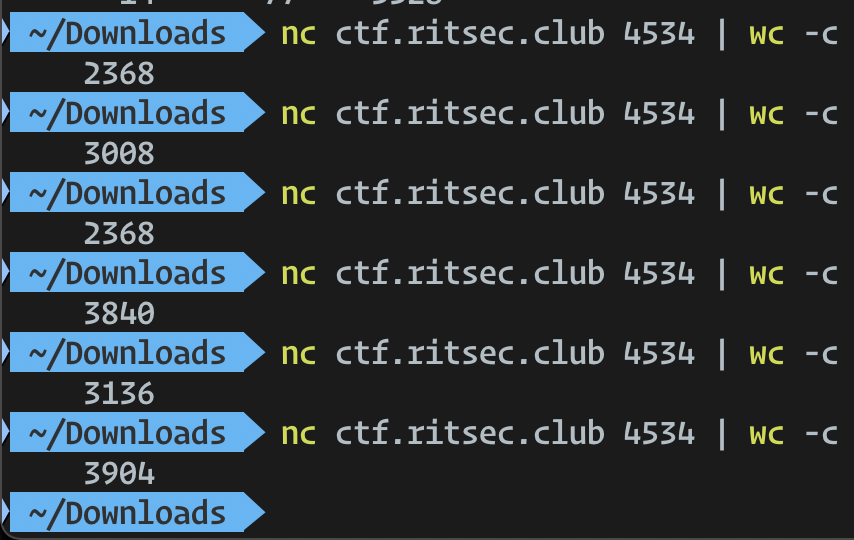 ~/Downloads nc ctf.ritsec.club 4534 | wc -c
2368
~/Downloads nc ctf.ritsec.club 4534 | wc -c
3008
~/Downloads nc ctf.ritsec.club 4534 | wc -c
2368
~/Downloads nc ctf.ritsec.club 4534 | wc -c
3840
~/Downloads nc ctf.ritsec.club 4534 | wc -c
3136
~/Downloads nc ctf.ritsec.club 4534 | wc -c
3904
~/Downloads